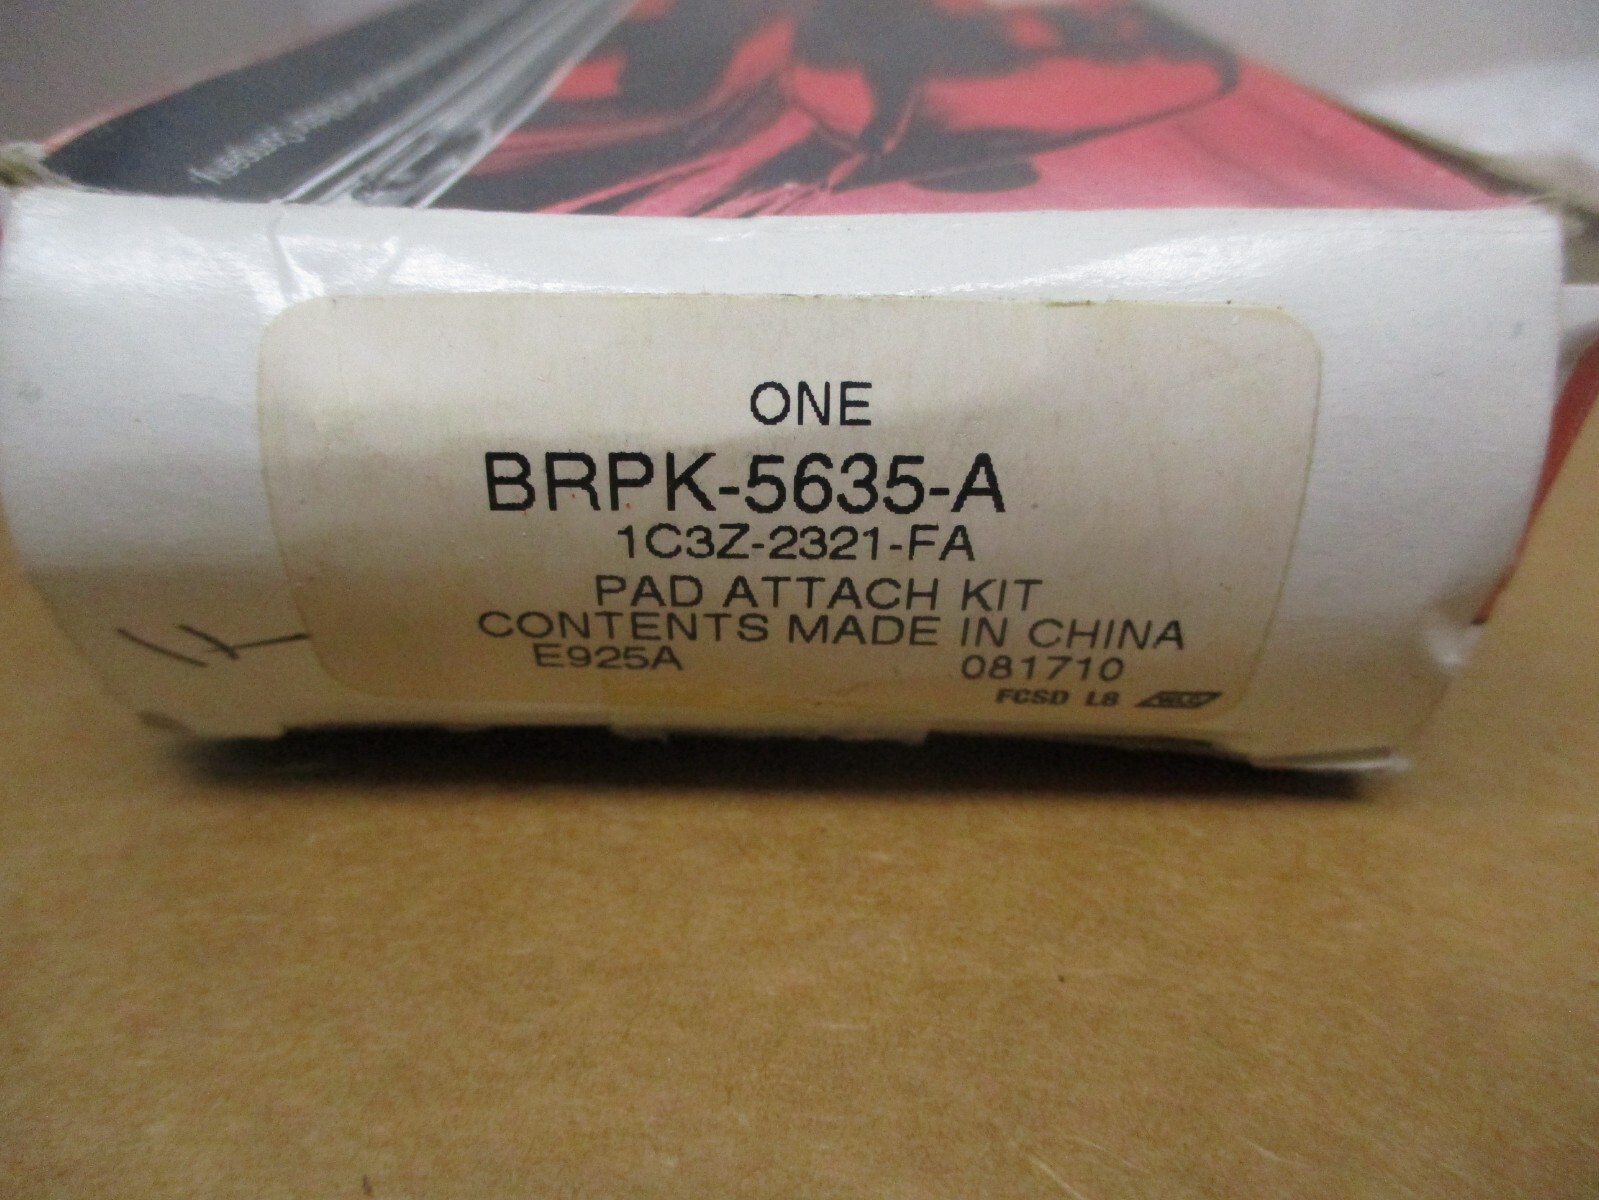 ONE
BRPK-5635-A
1C3Z-2321-FA
PAD ATTACH KIT
CONTENTS MADE IN CHINA
E925A 081710
FCSD L8